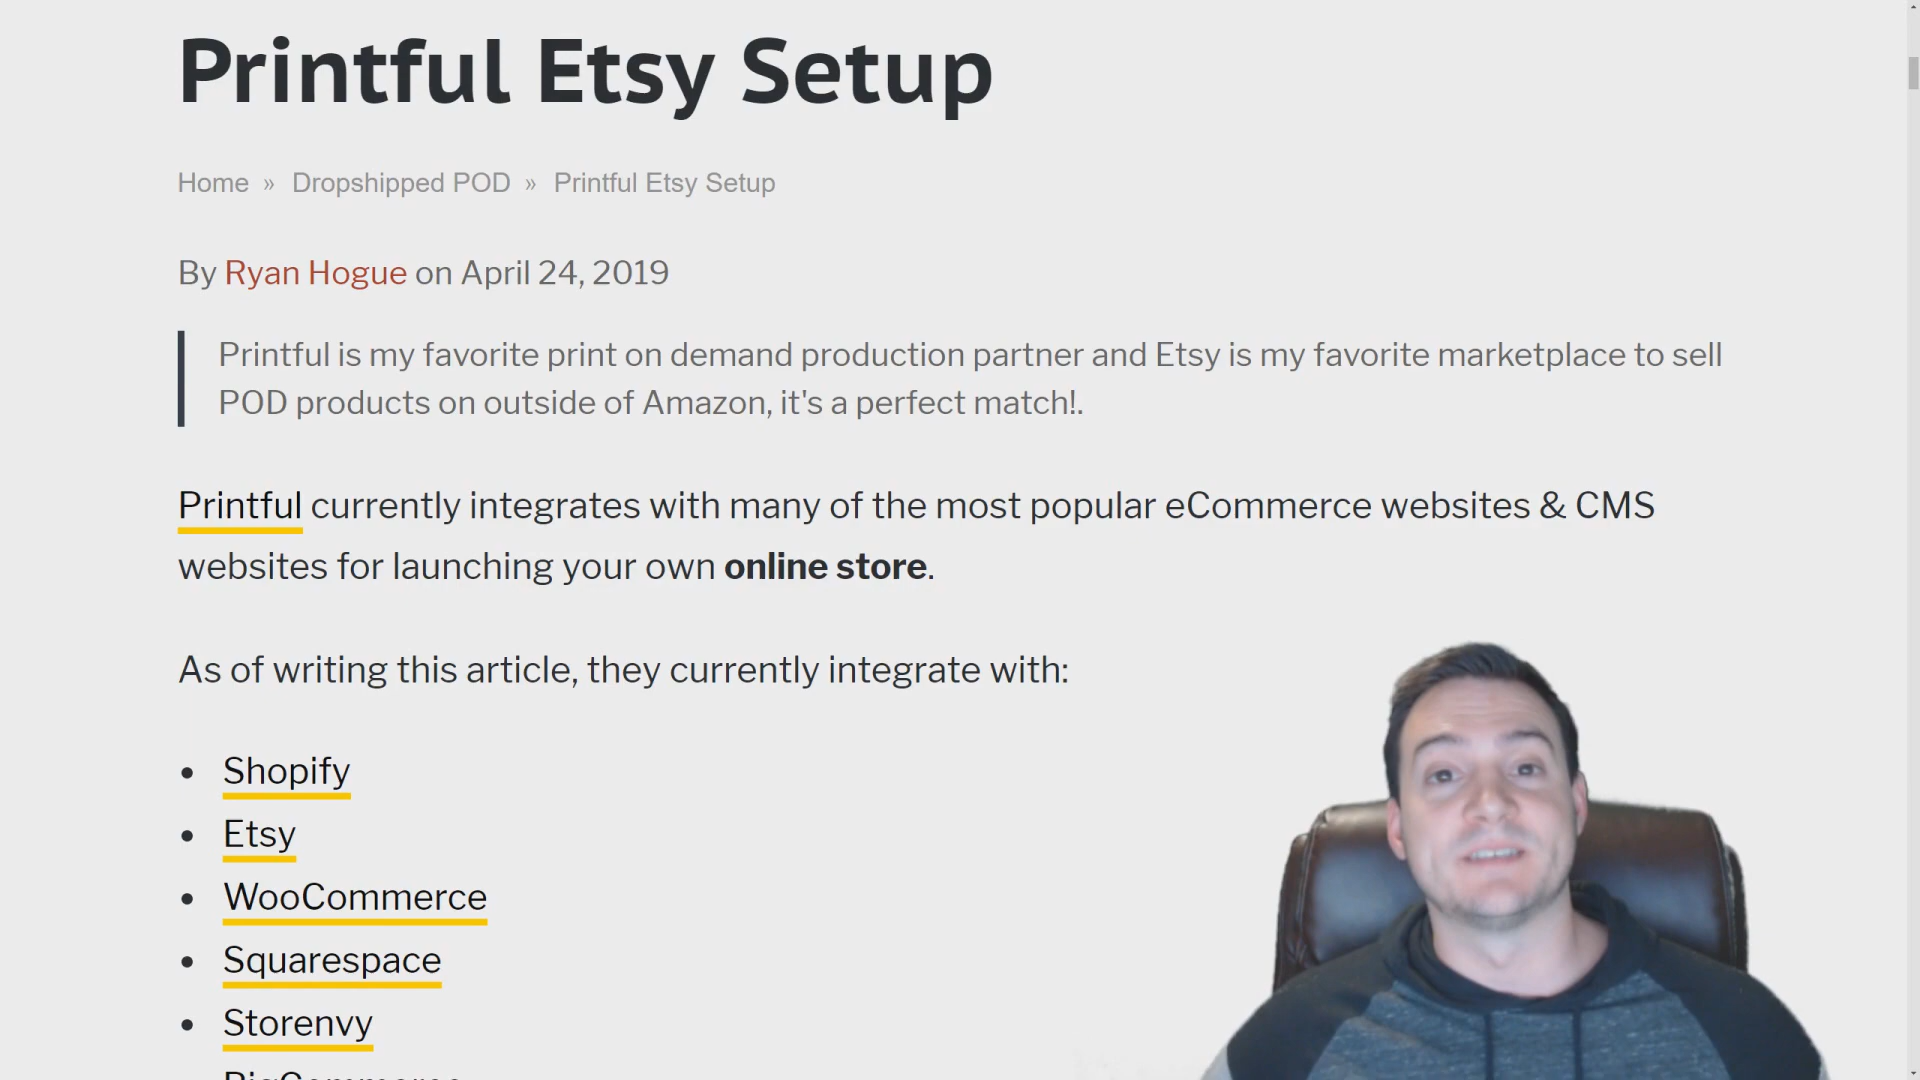 Printful Etsy Setup
Home » Dropshipped POD » Printful Etsy Setup
By Ryan Hogue on April 24, 2019
Printful is my favorite print on demand production partner and Etsy is my favorite marketplace to sell
POD products on outside of Amazon, it's a perfect match!.
Printful currently integrates with many of the most popular eCommerce websites & CMS
websites for launching your own online store.
As of writing this article, they currently integrate with:
• Shopify
• Etsy
• WooCommerce
• Squarespace
• Storenvy
BigCommerce